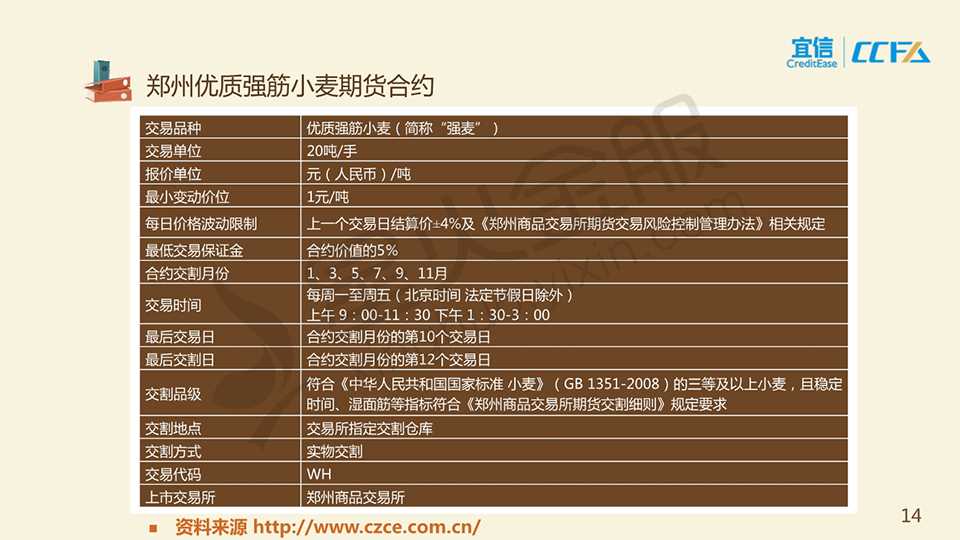 宜信 CreditEase CCFA
郑州优质强筋小麦期货合约
交易品种 优质强筋小麦（简称“强麦”）
交易单位 20吨/手
报价单位 元（人民币）/吨
最小变动价位 1元/吨
每日价格波动限制 上一个交易日结算价±4%及《郑州商品交易所期货交易风险控制管理办法》相关规定
最低交易保证金 合约价值的5%
合约交割月份 1、3、5、7、9、11月
交易时间 每周一至周五（北京时间 法定节假日除外）
上午 9：00-11：30 下午 1：30-3：00
最后交易日 合约交割月份的第10个交易日
最后交割日 合约交割月份的第12个交易日
交割品级 符合《中华人民共和国国家标准 小麦》（GB 1351-2008）的三等及以上小麦，且稳定
时间、湿面筋等指标符合《郑州商品交易所期货交割细则》规定要求
交割地点 交易所指定交割仓库
交割方式 实物交割
交易代码 WH
上市交易所 郑州商品交易所
■ 资料来源 http://www.czce.com.cn/
14